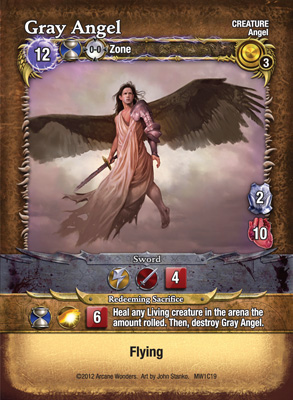 Gray Angel
CREATURE
Angel
12
0-0 Zone
3
2
10
Sword
4
Redeeming Sacrifice
6
Heal any Living creature in the arena the
amount rolled. Then, destroy Gray Angel.
Flying
©2012 Arcane Wonders. Art by John Stanko. MW1C19